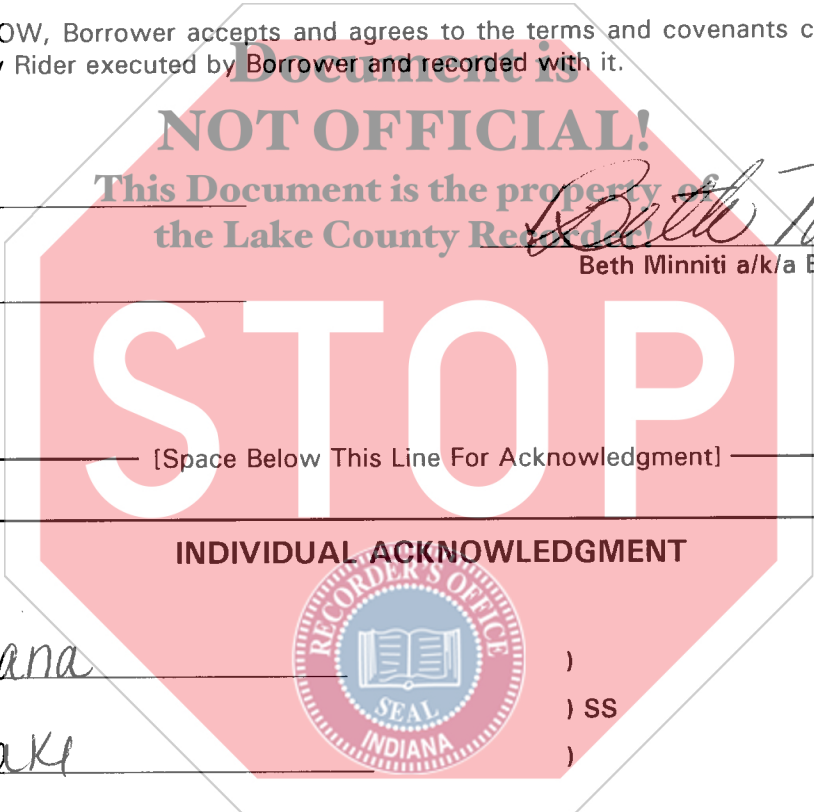 OW, Borrower accepts and agrees to the terms and covenants c
Rider executed by Borrower and recorded with it.
Document is
NOT OFFICIAL!
This Document is the property of
the Lake County Recorder!
Beth
Beth Minniti a/k/a B
STOP
[Space Below This Line For Acknowledgment]
INDIVIDUAL ACKNOWLEDGMENT
RECORDER'S OFFICE
SEAL
INDIANA
ana )
) SS
ake )